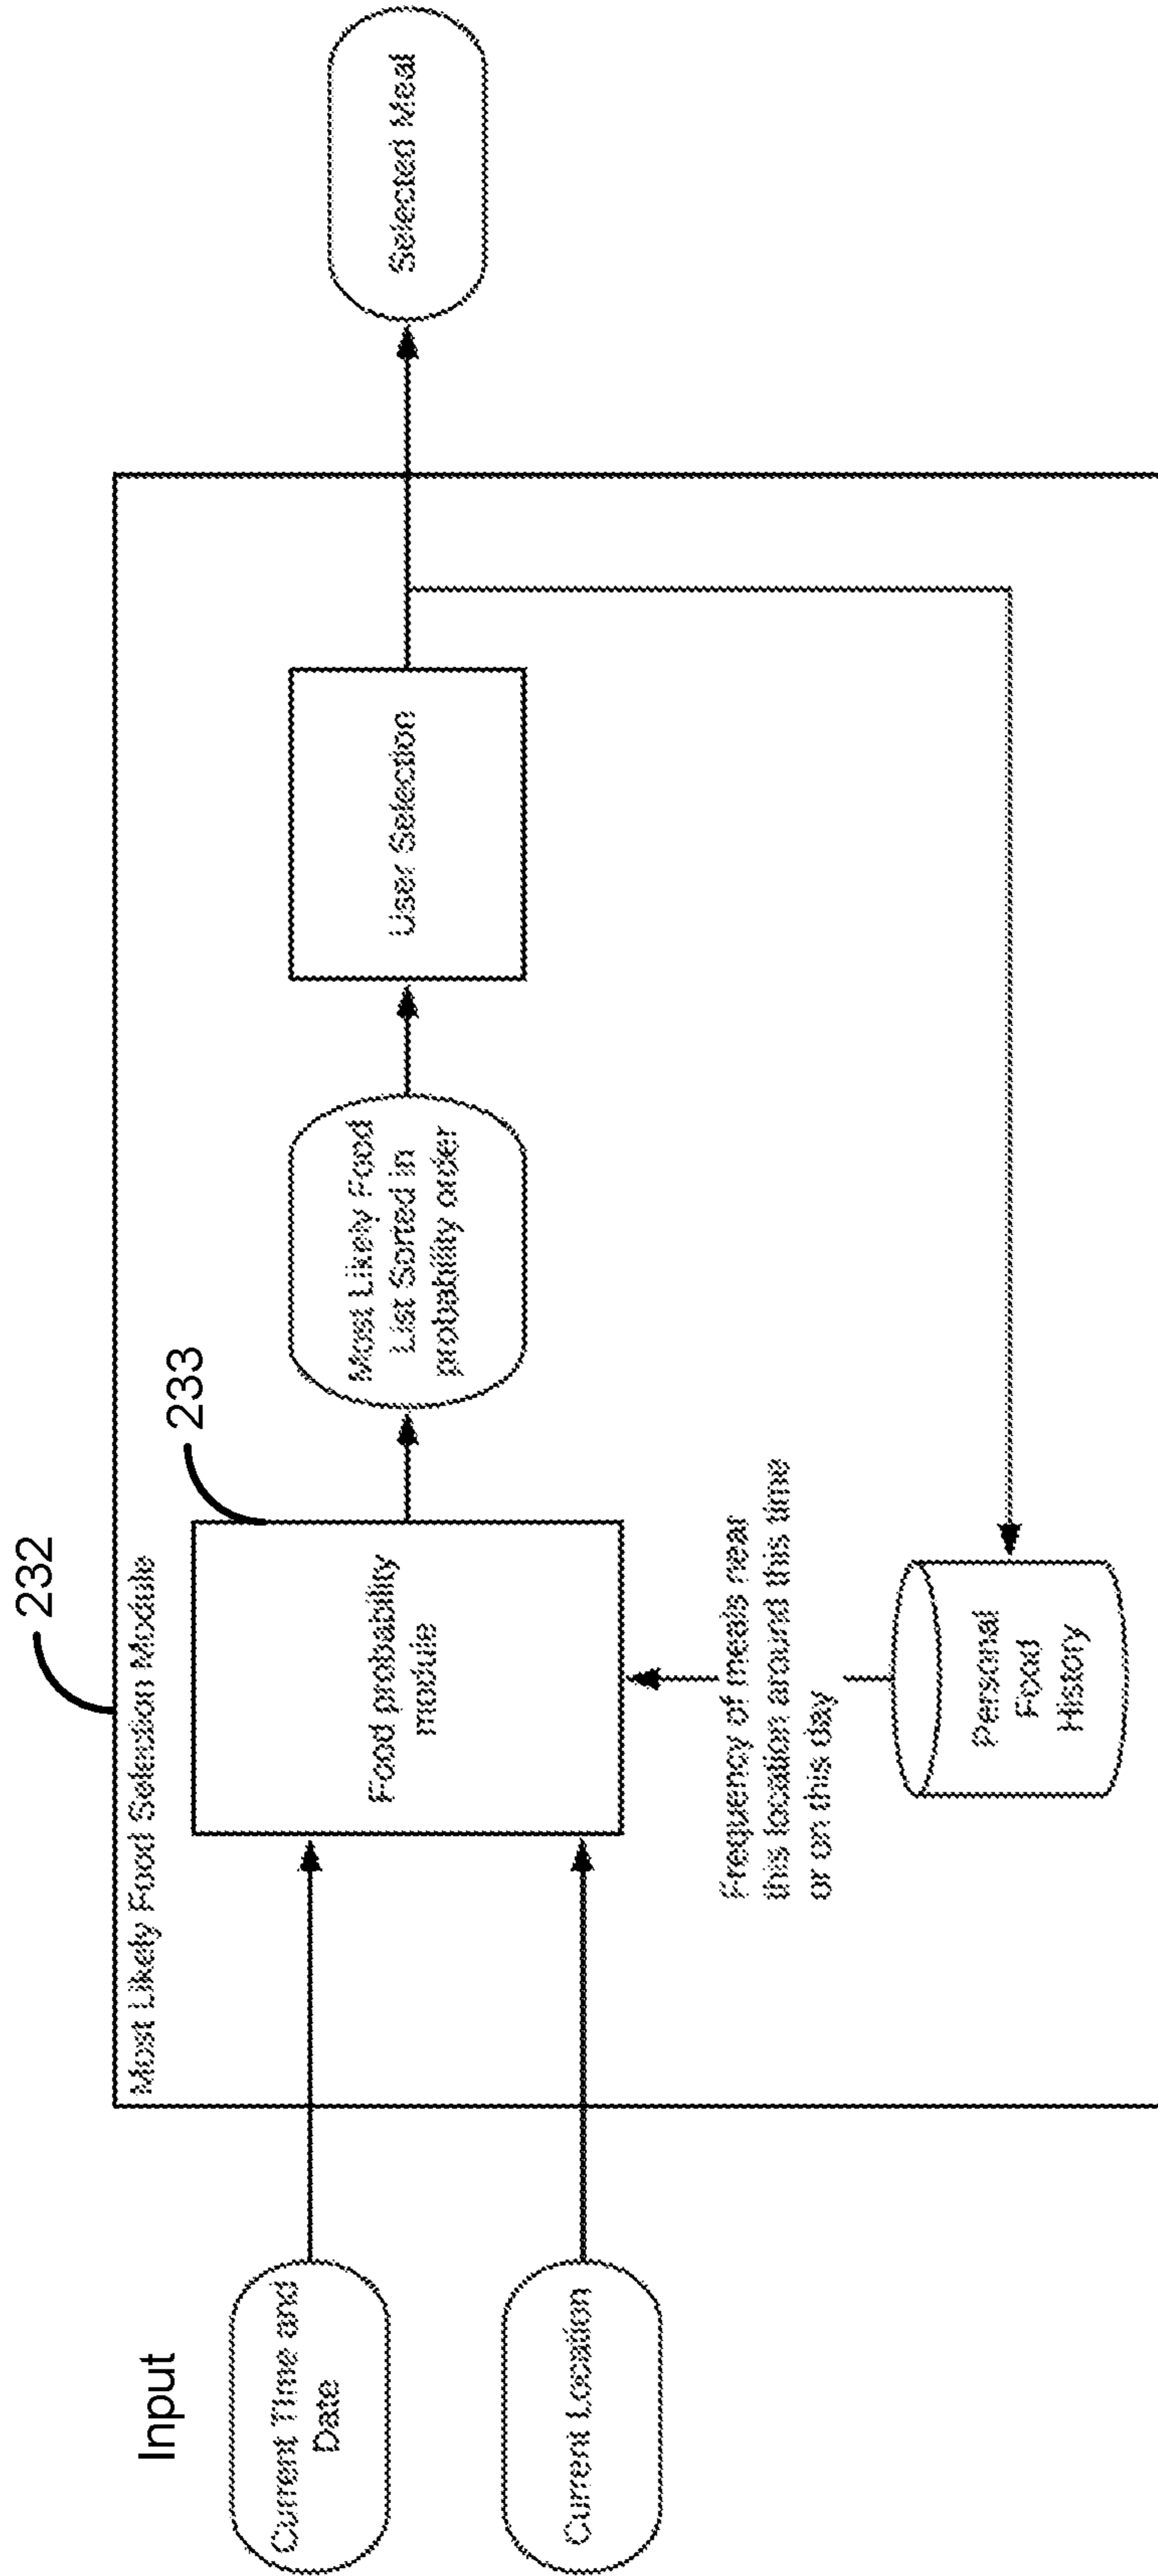 232
Most Likely Food Selection Module
Input
233
Current Time and
Date
Current Location
Food probability
module
Most Likely Food
List Sorted in
probability order
User Selection
Selected Meal
Frequency of meals near
this location around this time
or on this day
Personal
Food
History